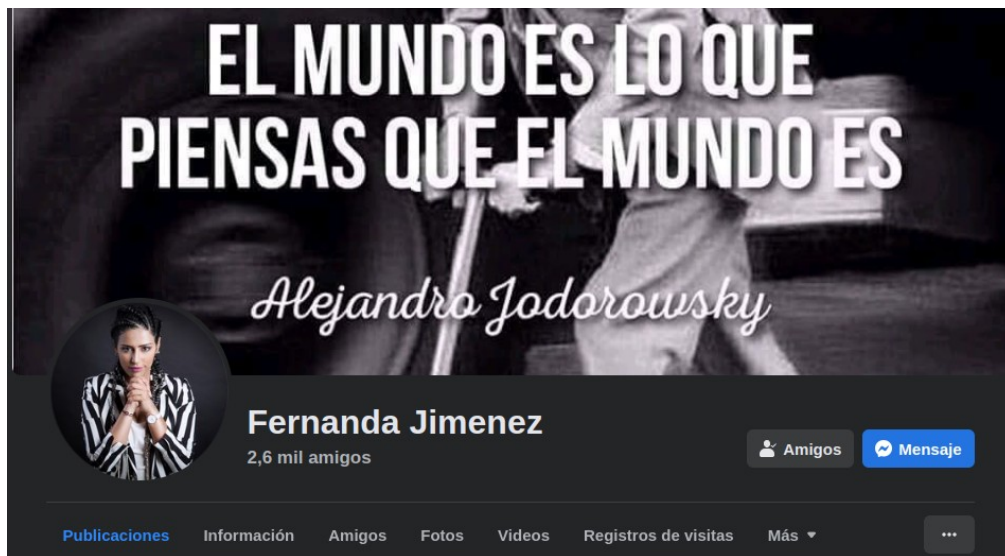 EL MUNDO ES LO QUE
PIENSAS QUE EL MUNDO ES
Alejandro Jodorowsky
Fernanda Jimenez
2,6 mil amigos
Amigos
Mensaje
Publicaciones
Información
Amigos
Fotos
Videos
Registros de visitas
Más